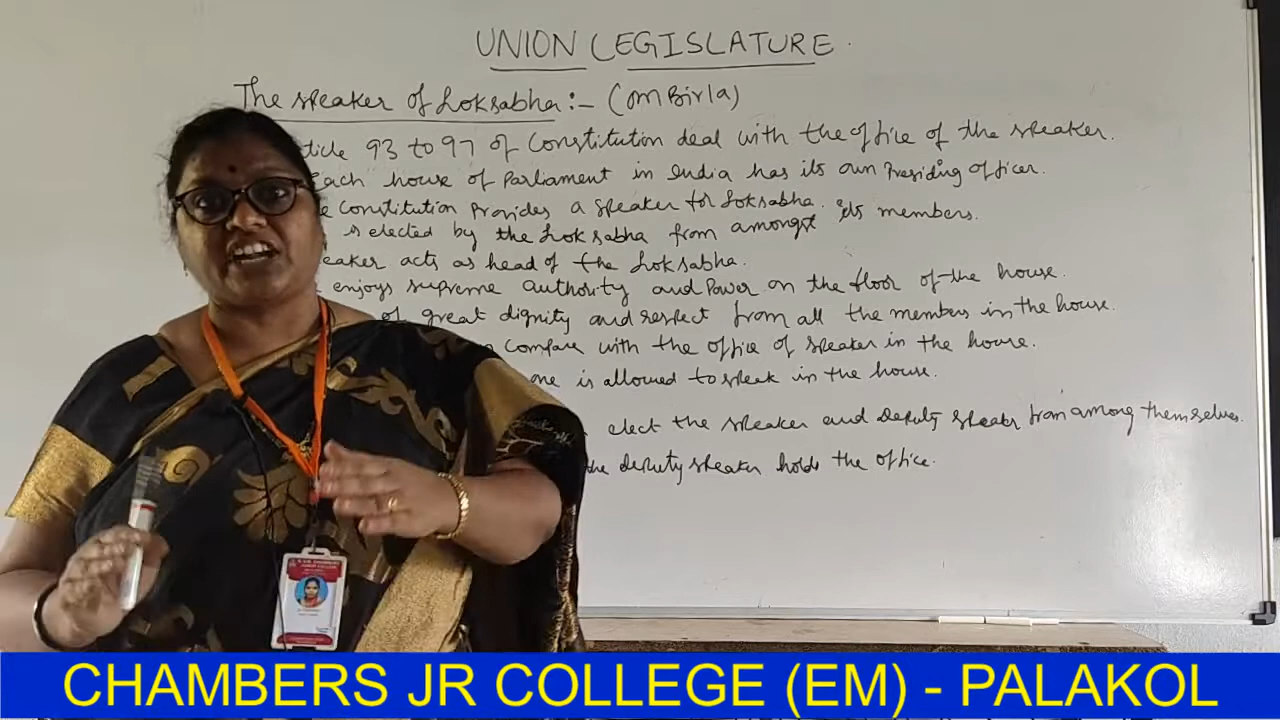 UNION LEGISLATURE.
The speaker of Loksabha :- (OM Birla)
ticle 93 to 97 of Constitution deal with the office of the speaker.
Each house of Parliament in India has its own Presiding officer.
e Constitution Provides a Speaker for Loksabha.
is elected by the Lok sabha from amongst its members.
eaker acts as head of the Loksabha.
enjoys supreme authority and Power on the floor of the house.
of great dignity and respect from all the members in the house.
compare with the office of speaker in the house.
one is allowed to speak in the house.
elect the speaker and Deputy speaker from among themselves.
the deputy speaker holds the office.
CHAMBERS JR COLLEGE (EM) - PALAKOL